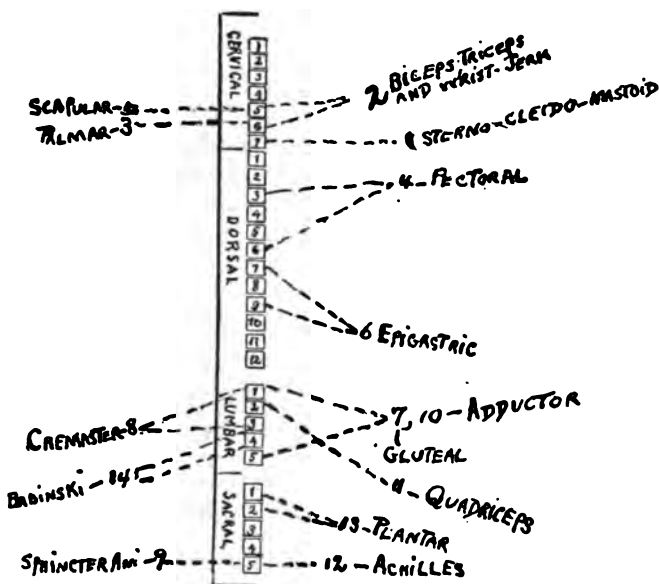 CERVICAL
1
2
3
4
5
6
7
BICEPS-TRICEPS
2 AND WRIST-JERK
SCAPULAR-
PALMAR-3
STERNO-CLEIDO-MASTOID
DORSAL
1
2
3
4
5
6
7
8
9
10
11
12
4-PECTORAL
6 EPIGASTRIC
LUMBAR
1
2
3
4
5
CREMASTER-8
7, 10-ADDUCTOR
GLUTEAL
BABINSKI-14
QUADRICEPS
SACRAL
1
2
3
4
5
13-PLANTAR
SPHINCTER ANI-9
12-ACHILLES